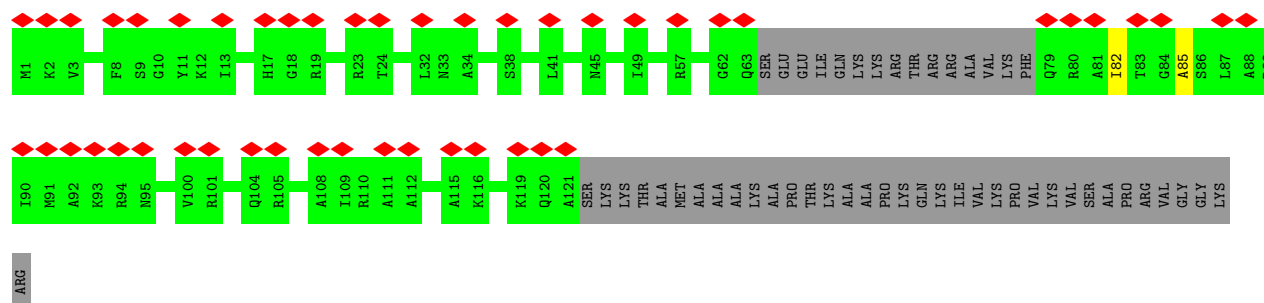 M1 K2 V3 F8 S9 G10 Y11 K12 I13 H17 G18 R19 R23 T24 L32 N33 A34 S38 L41 N45 I49 R57 G62 Q63 SER GLU GLU ILE GLN LYS LYS ARG THR ARG ARG ALA VAL LYS PHE Q79 R80 A81 I82 T83 G84 A85 S86 L87 A88
I90 M91 A92 K93 R94 N95 V100 R101 Q104 R105 A108 I109 R110 A111 A112 A115 K116 K119 Q120 A121 SER LYS LYS THR ALA MET ALA ALA ALA LYS ALA PRO THR LYS ALA ALA PRO LYS GLN LYS ILE VAL LYS PRO VAL LYS VAL SER ALA PRO ARG VAL GLY GLY LYS
ARG